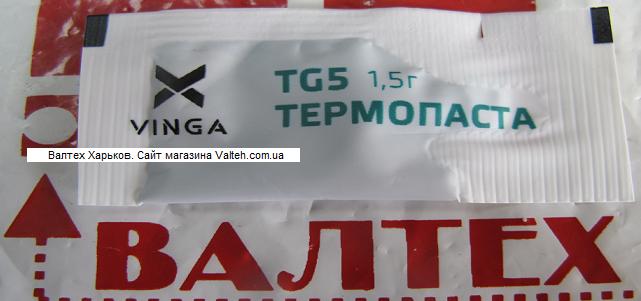 TG5 1,5г
ТЕРМОПАСТА
VINGA
Валтех Харьков. Сайт магазина Valteh.com.ua
ВАЛТЕХ